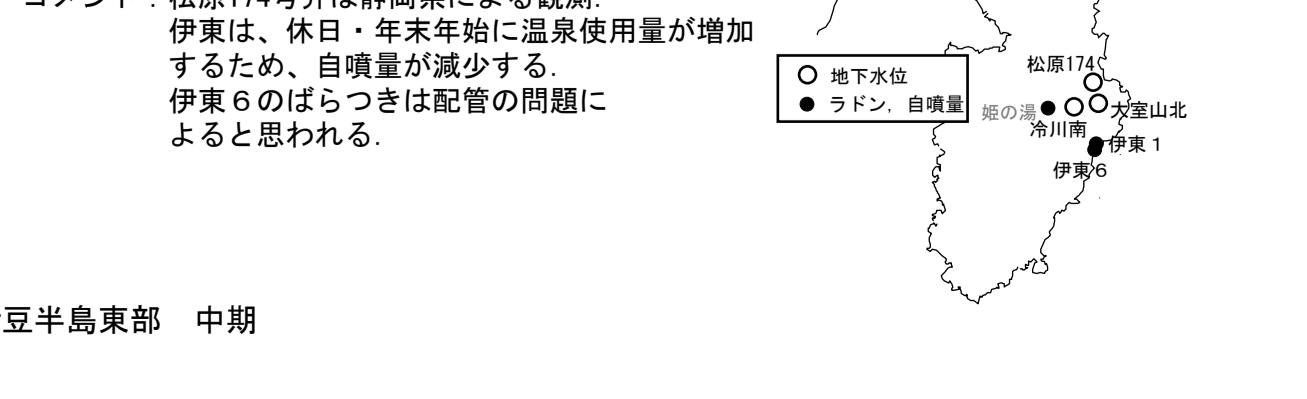 コメント：松原174号井は静岡県による観測.
伊東は、休日・年末年始に温泉使用量が増加
するため、自噴量が減少する.
伊東６のばらつきは配管の問題に
よると思われる.
地下水位
ラドン，自噴量
松原174
姫の湯
大室山北
冷川南
伊東１
伊東６
豆半島東部　中期